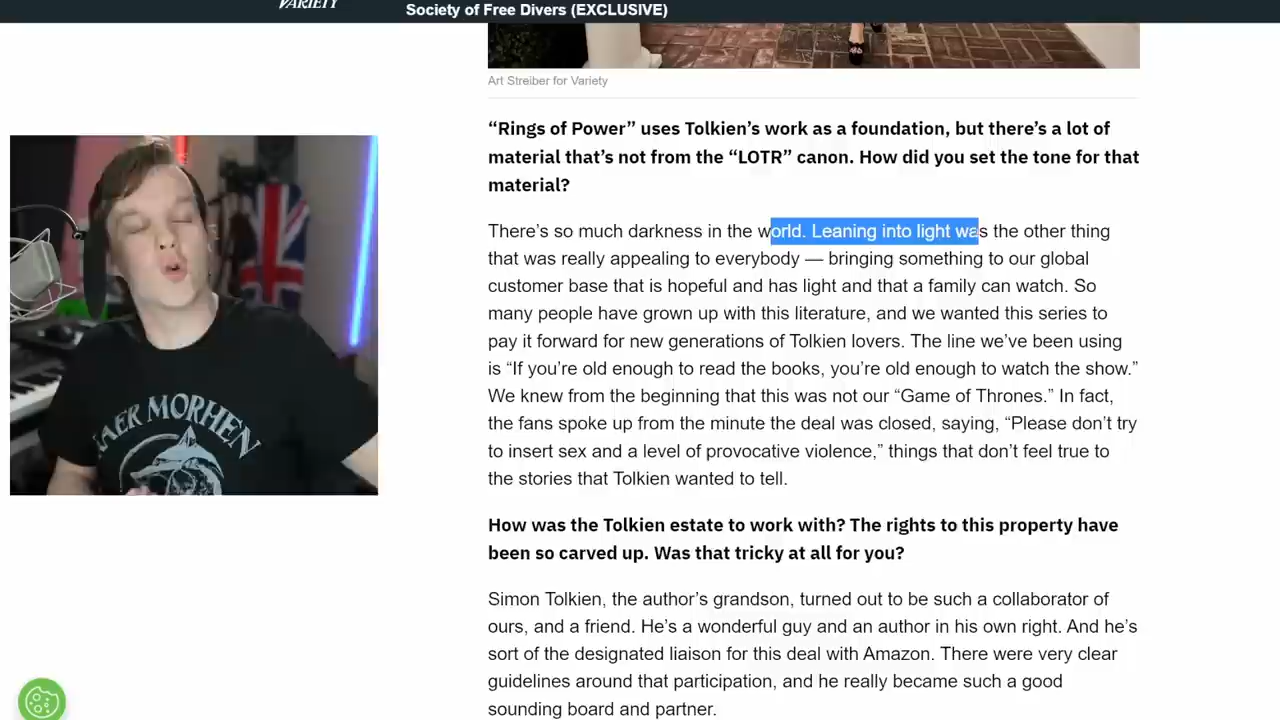 VARIETY
Society of Free Divers (EXCLUSIVE)
Art Streiber for Variety
“Rings of Power” uses Tolkien’s work as a foundation, but there’s a lot of
material that’s not from the “LOTR” canon. How did you set the tone for that
material?
There’s so much darkness in the world. Leaning into light was the other thing
that was really appealing to everybody — bringing something to our global
customer base that is hopeful and has light and that a family can watch. So
many people have grown up with this literature, and we wanted this series to
pay it forward for new generations of Tolkien lovers. The line we’ve been using
is “If you’re old enough to read the books, you’re old enough to watch the show.”
We knew from the beginning that this was not our “Game of Thrones.” In fact,
the fans spoke up from the minute the deal was closed, saying, “Please don’t try
to insert sex and a level of provocative violence,” things that don’t feel true to
the stories that Tolkien wanted to tell.
How was the Tolkien estate to work with? The rights to this property have
been so carved up. Was that tricky at all for you?
Simon Tolkien, the author’s grandson, turned out to be such a collaborator of
ours, and a friend. He’s a wonderful guy and an author in his own right. And he’s
sort of the designated liaison for this deal with Amazon. There were very clear
guidelines around that participation, and he really became such a good
sounding board and partner.
KAER MORHEN